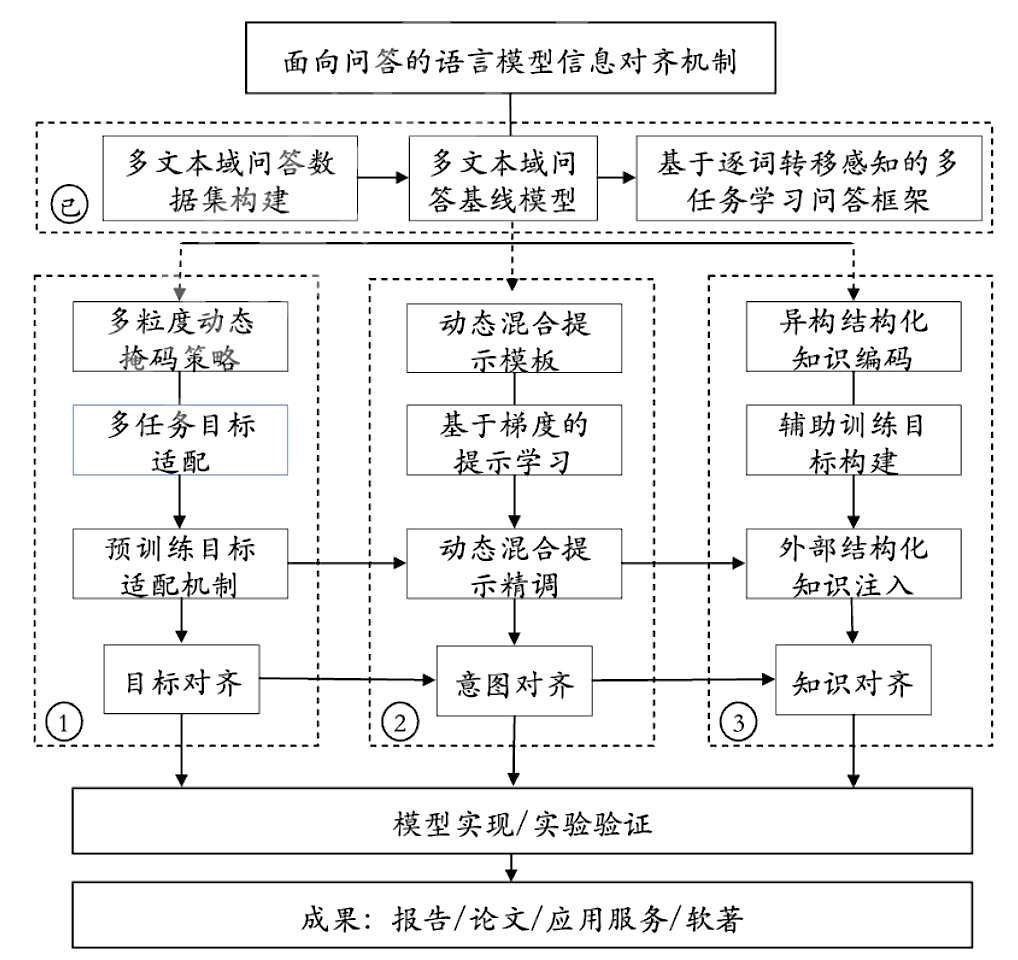 面向问答的语言模型信息对齐机制
多文本域问答数
据集构建
多文本域问
答基线模型
基于逐词转移感知的多
任务学习问答框架
己
多粒度动态
掩码策略
多任务目标
适配
预训练目标
适配机制
目标对齐
1
动态混合提
示模板
基于梯度的
提示学习
动态混合提
示精调
意图对齐
2
异构结构化
知识编码
辅助训练目
标构建
外部结构化
知识注入
知识对齐
3
模型实现/实验验证
成果：报告/论文/应用服务/软著